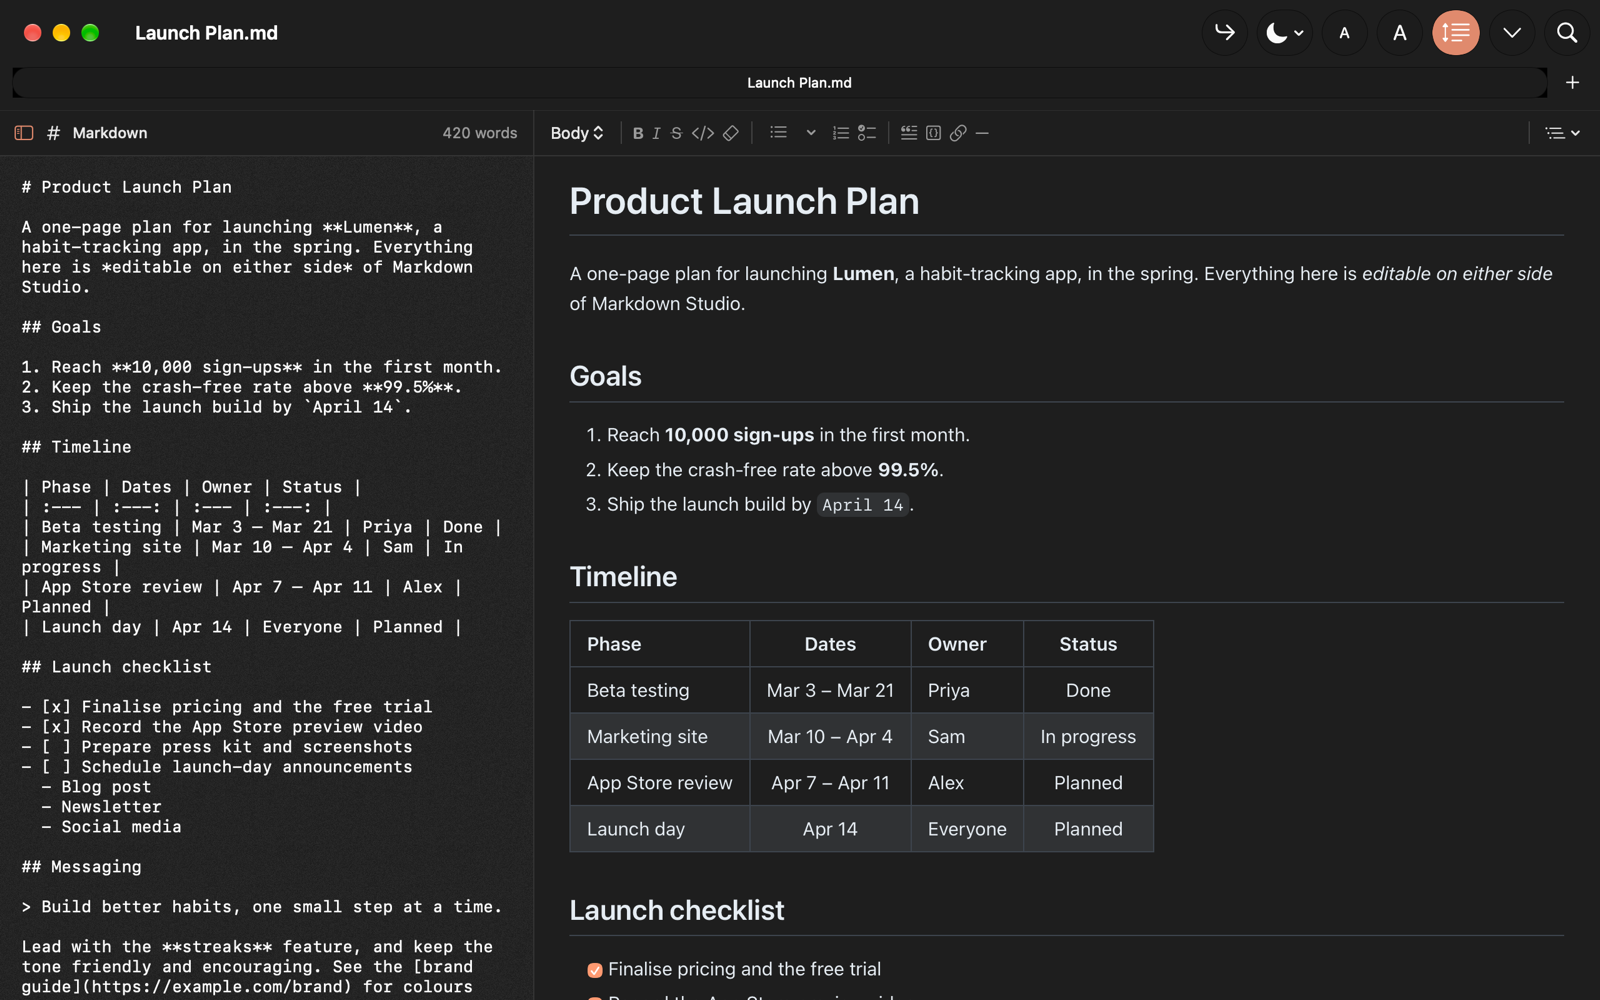 Launch Plan.md
A
A
Launch Plan.md
# Markdown
420 words
Body
B I S </>
# Product Launch Plan
A one-page plan for launching **Lumen**, a
habit-tracking app, in the spring. Everything
here is *editable on either side* of Markdown
Studio.
## Goals
1. Reach **10,000 sign-ups** in the first month.
2. Keep the crash-free rate above **99.5%**.
3. Ship the launch build by `April 14`.
## Timeline
| Phase | Dates | Owner | Status |
| :--- | :---: | :--- | :---: |
| Beta testing | Mar 3 – Mar 21 | Priya | Done |
| Marketing site | Mar 10 – Apr 4 | Sam | In
progress |
| App Store review | Apr 7 – Apr 11 | Alex |
Planned |
| Launch day | Apr 14 | Everyone | Planned |
## Launch checklist
- [x] Finalise pricing and the free trial
- [x] Record the App Store preview video
- [ ] Prepare press kit and screenshots
- [ ] Schedule launch-day announcements
  - Blog post
  - Newsletter
  - Social media
## Messaging
> Build better habits, one small step at a time.
Lead with the **streaks** feature, and keep the
tone friendly and encouraging. See the [brand
guide](https://example.com/brand) for colours
Product Launch Plan
A one-page plan for launching Lumen, a habit-tracking app, in the spring. Everything here is editable on either side
of Markdown Studio.
Goals
1. Reach 10,000 sign-ups in the first month.
2. Keep the crash-free rate above 99.5%.
3. Ship the launch build by April 14.
Timeline
Phase Dates Owner Status
Beta testing Mar 3 – Mar 21 Priya Done
Marketing site Mar 10 – Apr 4 Sam In progress
App Store review Apr 7 – Apr 11 Alex Planned
Launch day Apr 14 Everyone Planned
Launch checklist
Finalise pricing and the free trial